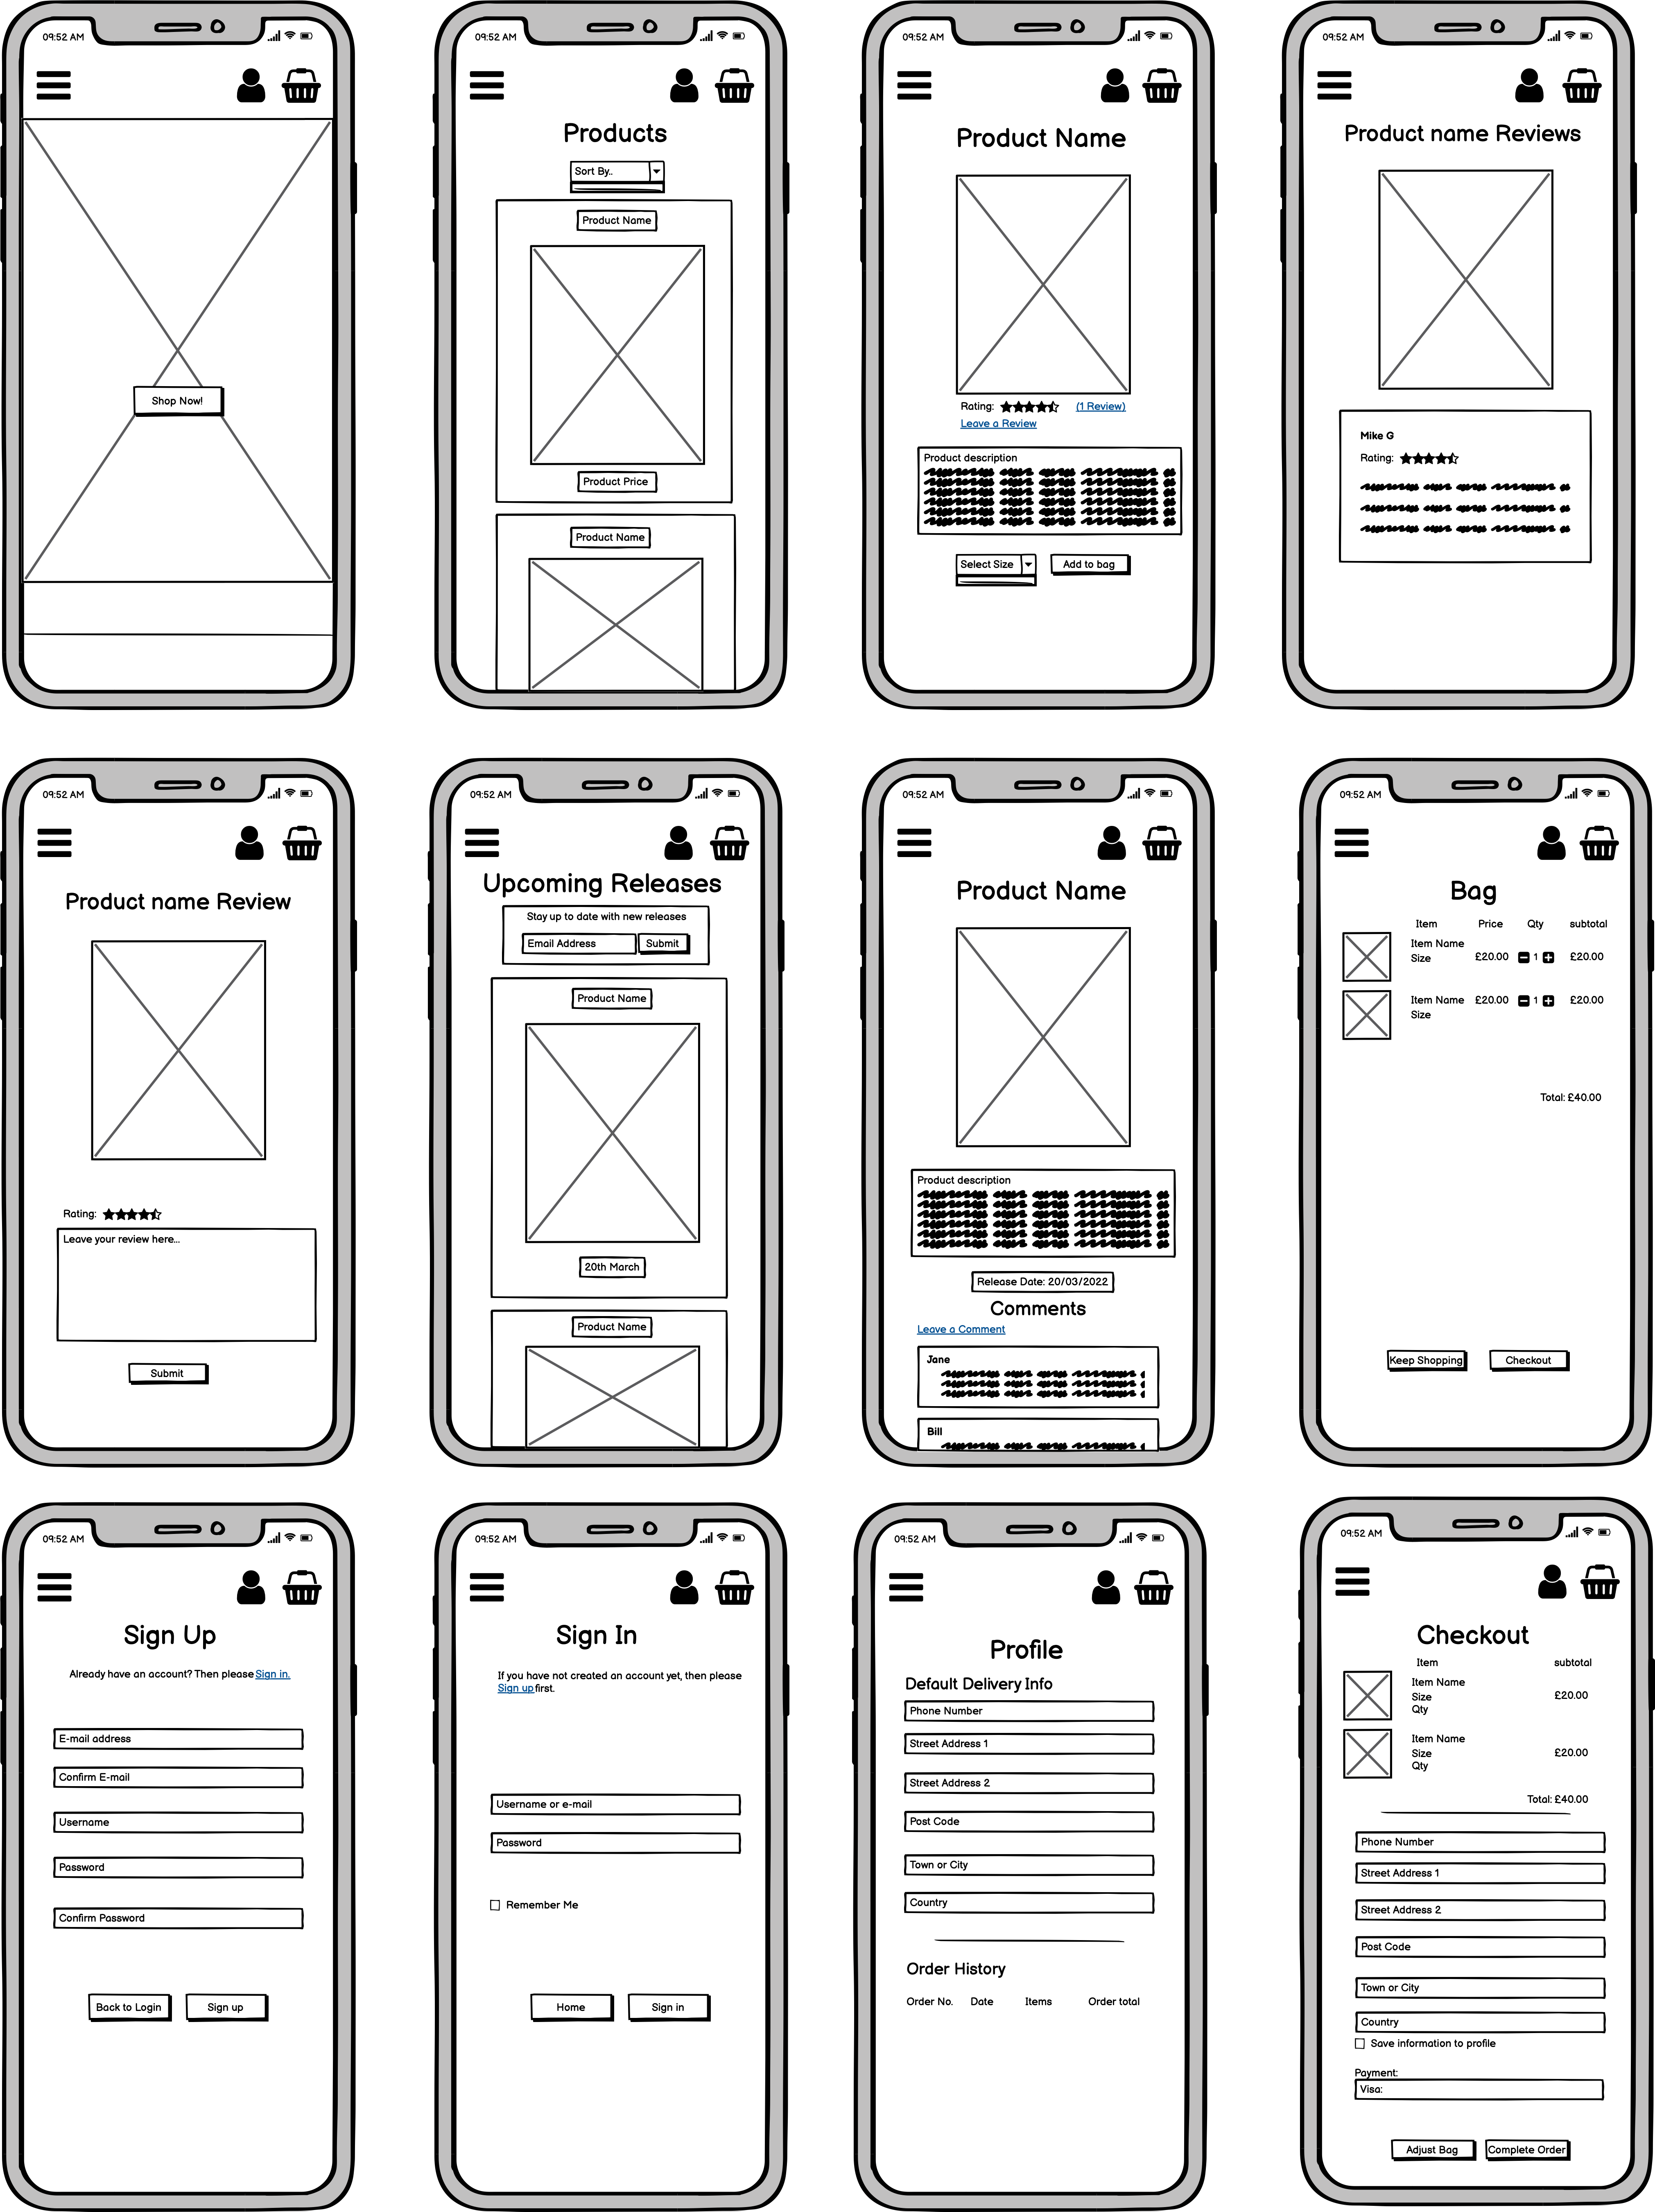 09:52 AM
Shop Now!
09:52 AM
Products
Sort By..
Product Name
Product Price
Product Name
09:52 AM
Product Name
Rating:
(1 Review)
Leave a Review
Product description
Select Size
Add to bag
09:52 AM
Product name Reviews
Mike G
Rating:
09:52 AM
Product name Review
Rating:
Leave your review here...
Submit
09:52 AM
Upcoming Releases
Stay up to date with new releases
Email Address
Submit
Product Name
20th March
Product Name
09:52 AM
Product Name
Product description
Release Date: 20/03/2022
Comments
Leave a Comment
Jane
Bill
09:52 AM
Bag
Item Price Qty subtotal
Item Name
Size £20.00 1 £20.00
Item Name £20.00 1 £20.00
Size
Total: £40.00
Keep Shopping
Checkout
09:52 AM
Sign Up
Already have an account? Then please Sign in.
E-mail address
Confirm E-mail
Username
Password
Confirm Password
Back to Login
Sign up
09:52 AM
Sign In
If you have not created an account yet, then please
Sign up first.
Username or e-mail
Password
Remember Me
Home
Sign in
09:52 AM
Profile
Default Delivery Info
Phone Number
Street Address 1
Street Address 2
Post Code
Town or City
Country
Order History
Order No. Date Items Order total
09:52 AM
Checkout
Item subtotal
Item Name
Size £20.00
Qty
Item Name
Size £20.00
Qty
Total: £40.00
Phone Number
Street Address 1
Street Address 2
Post Code
Town or City
Country
Save information to profile
Payment:
Visa:
Adjust Bag
Complete Order